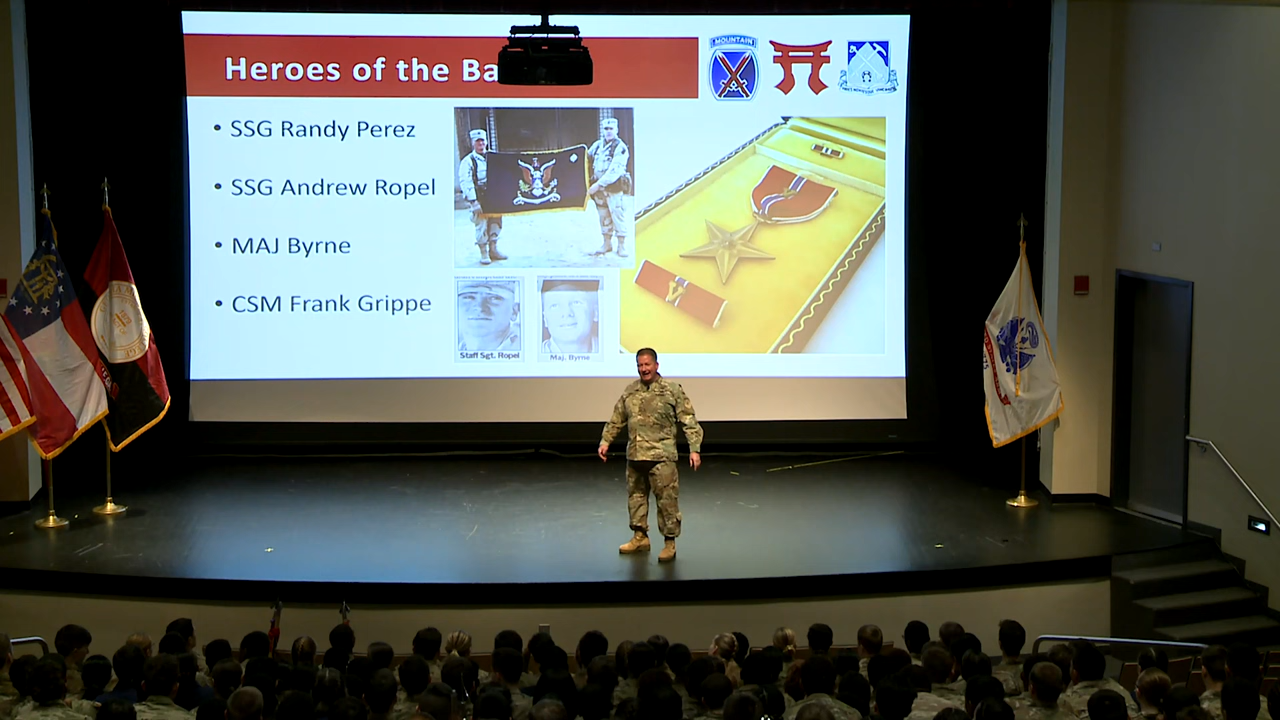 Heroes of the Ba
MOUNTAIN
• SSG Randy Perez
• SSG Andrew Ropel
• MAJ Byrne
• CSM Frank Grippe
Staff Sgt. Ropel
Maj. Byrne